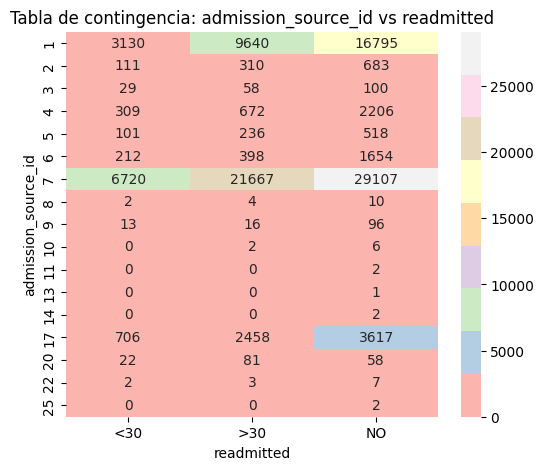 Tabla de contingencia: admission_source_id vs readmitted
admission_source_id
1 3130 9640 16795
2 111 310 683
3 29 58 100
4 309 672 2206
5 101 236 518
6 212 398 1654
7 6720 21667 29107
8 2 4 10
9 13 16 96
10 0 2 6
11 0 0 2
13 0 0 1
14 0 0 2
17 706 2458 3617
20 22 81 58
22 2 3 7
25 0 0 2
<30 >30 NO
readmitted
25000
20000
15000
10000
5000
0